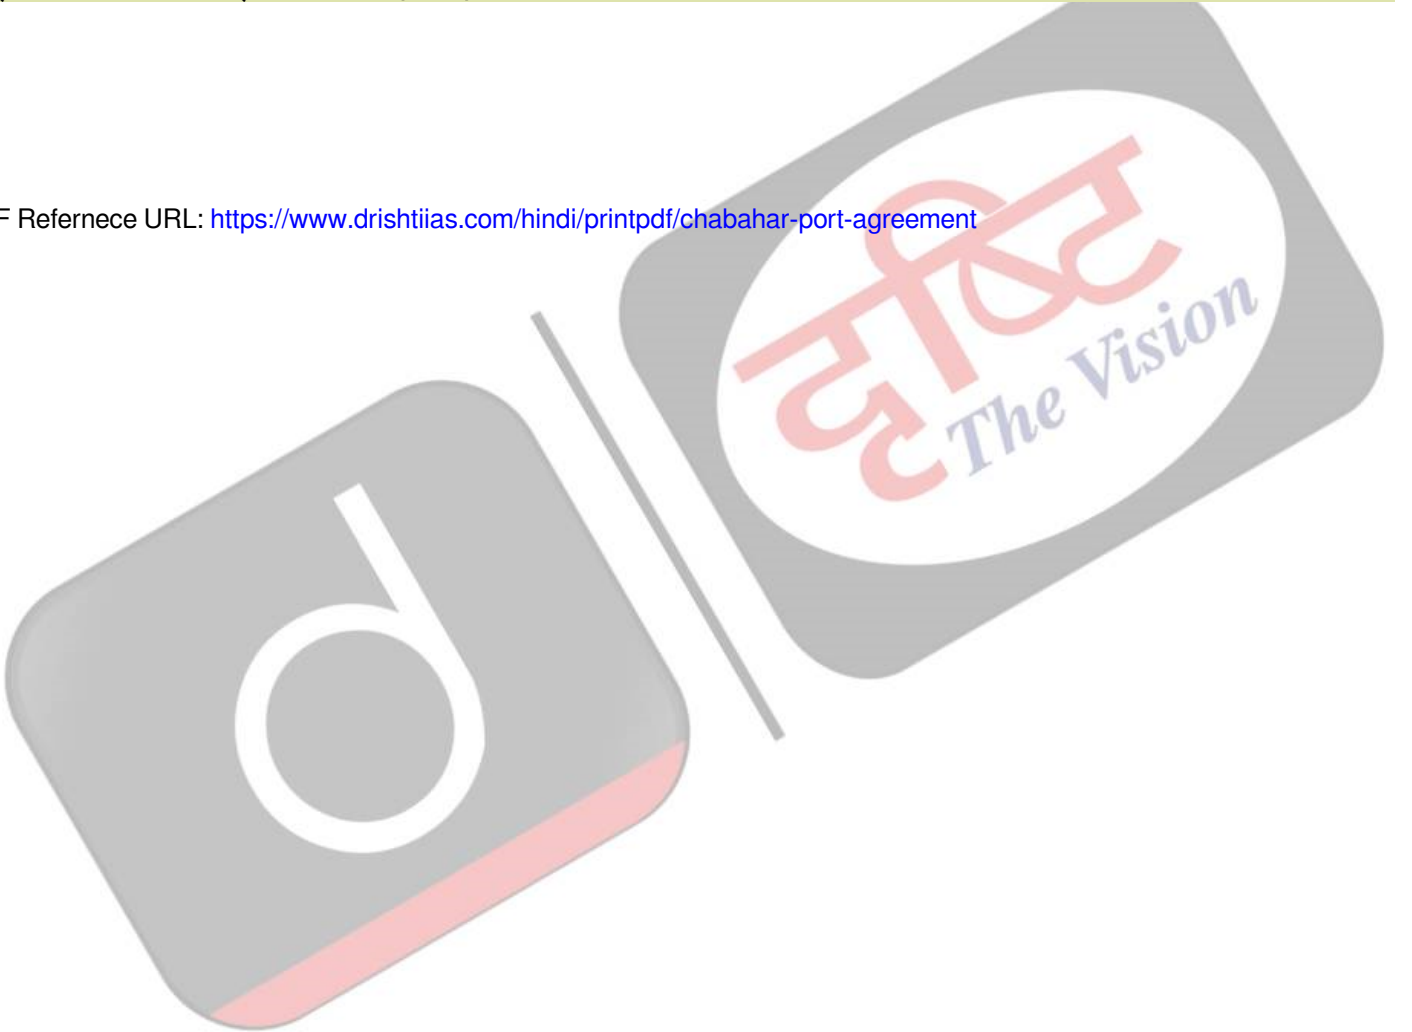 F Refernece URL: https://www.drishtiias.com/hindi/printpdf/chabahar-port-agreement
दृष्टि
The Vision
d